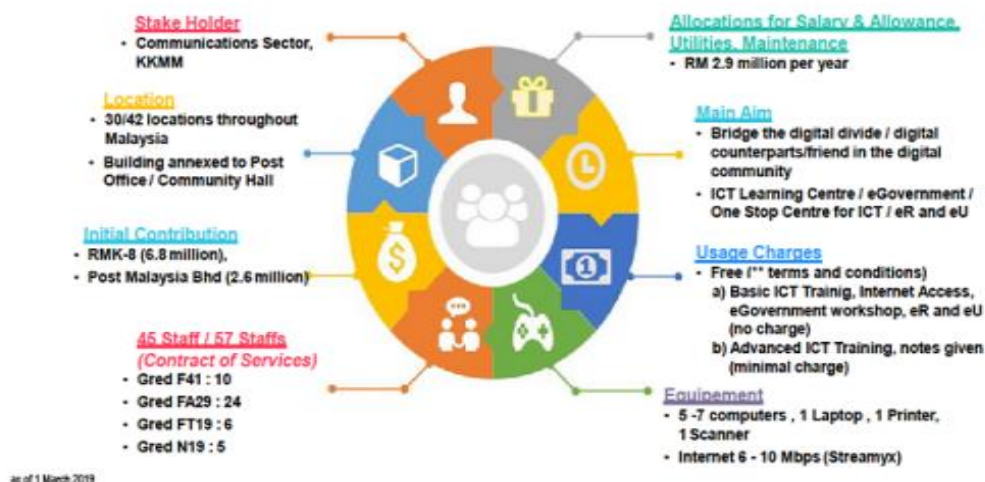 Stake Holder
• Communications Sector,
KKMM
Location
• 30/42 locations throughout
Malaysia
• Building annexed to Post
Office / Community Hall
Initial Contribution
• RMK-8 (6.8 million),
• Post Malaysia Bhd (2.6 million)
45 Staff / 57 Staffs
(Contract of Services)
• Gred F41 : 10
• Gred FA29 : 24
• Gred FT19 : 6
• Gred N19 : 5
Allocations for Salary & Allowance,
Utilities, Maintenance
• RM 2.9 million per year
Main Aim
• Bridge the digital divide / digital
counterparts/friend in the digital
community
• ICT Learning Centre / eGovernment /
One Stop Centre for ICT / eR and eU
Usage Charges
• Free (** terms and conditions)
a) Basic ICT Trainig, Internet Access,
eGovernment workshop, eR and eU
(no charge)
b) Advanced ICT Training, notes given
(minimal charge)
Equipement
• 5 -7 computers , 1 Laptop , 1 Printer,
1 Scanner
• Internet 6 - 10 Mbps (Streamyx)
$
1
as of 1 March 2019